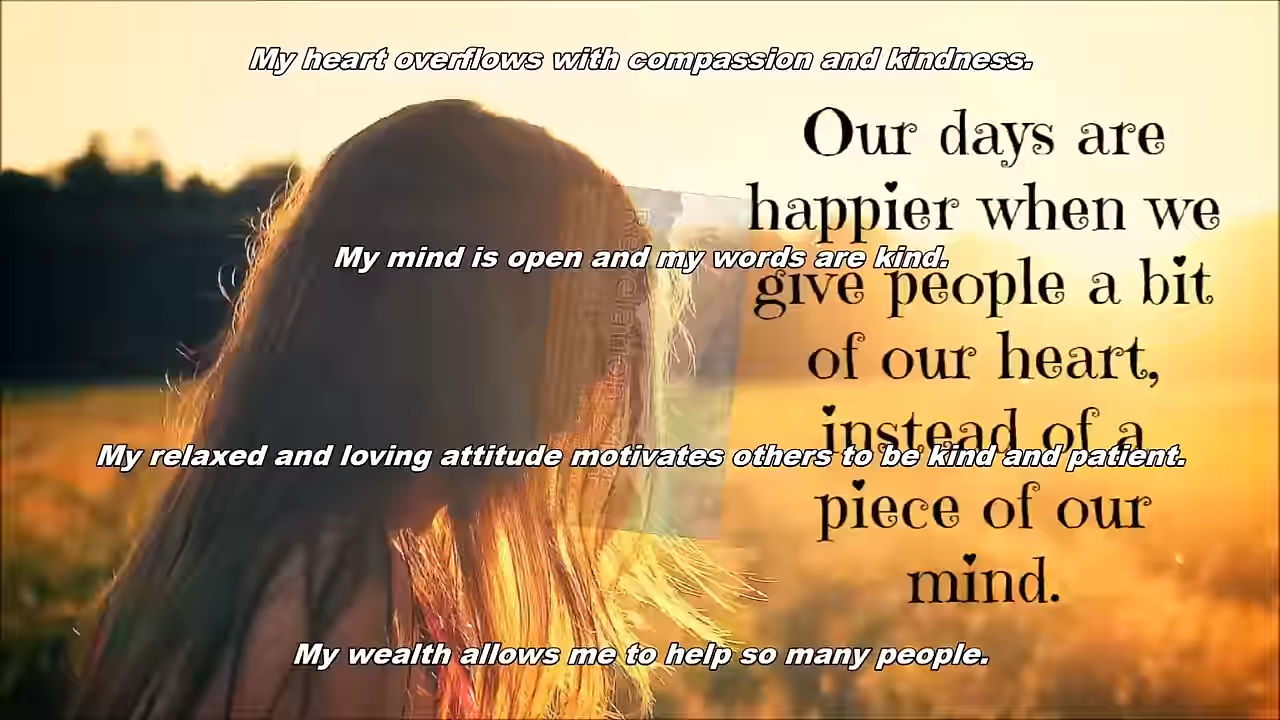 My heart overflows with compassion and kindness.
Our days are
happier when we
My mind is open and my words are kind.
give people a bit
of our heart,
instead of a
My relaxed and loving attitude motivates others to be kind and patient.
piece of our
mind.
My wealth allows me to help so many people.